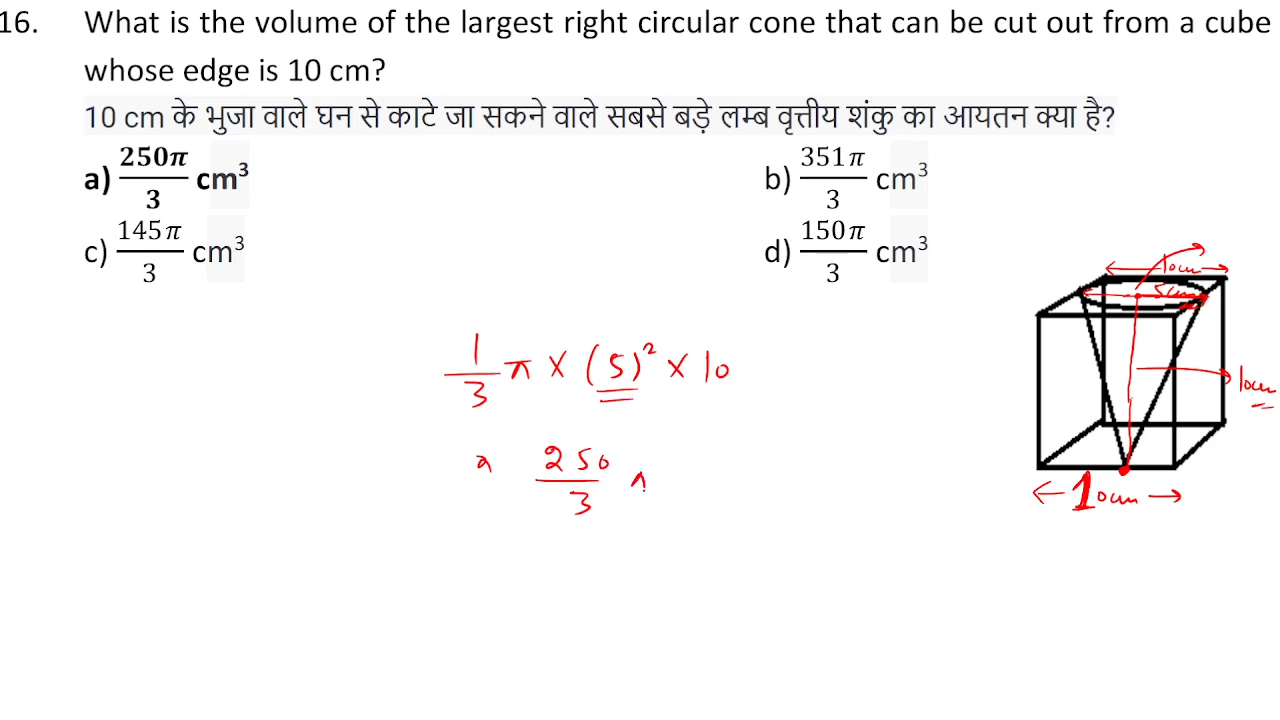 16. What is the volume of the largest right circular cone that can be cut out from a cube
whose edge is 10 cm?
10 cm के भुजा वाले घन से काटे जा सकने वाले सबसे बड़े लम्ब वृत्तीय शंकु का आयतन क्या है?
a) 250π/3 cm³ b) 351π/3 cm³
c) 145π/3 cm³ d) 150π/3 cm³
10cm
5cm
1/3 π × (5)² × 10
10cm
250/3
10cm